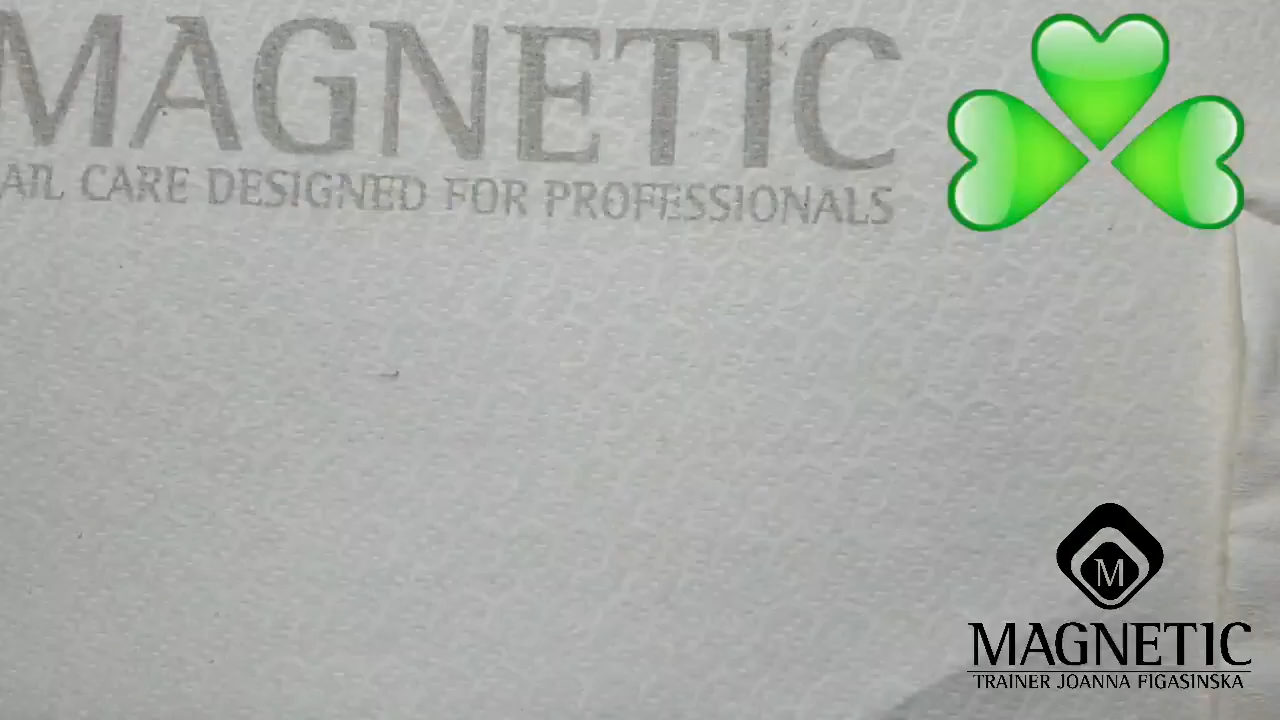 MAGNETIC
AIL CARE DESIGNED FOR PROFESSIONALS
M
MAGNETIC
TRAINER JOANNA FIGASINSKA